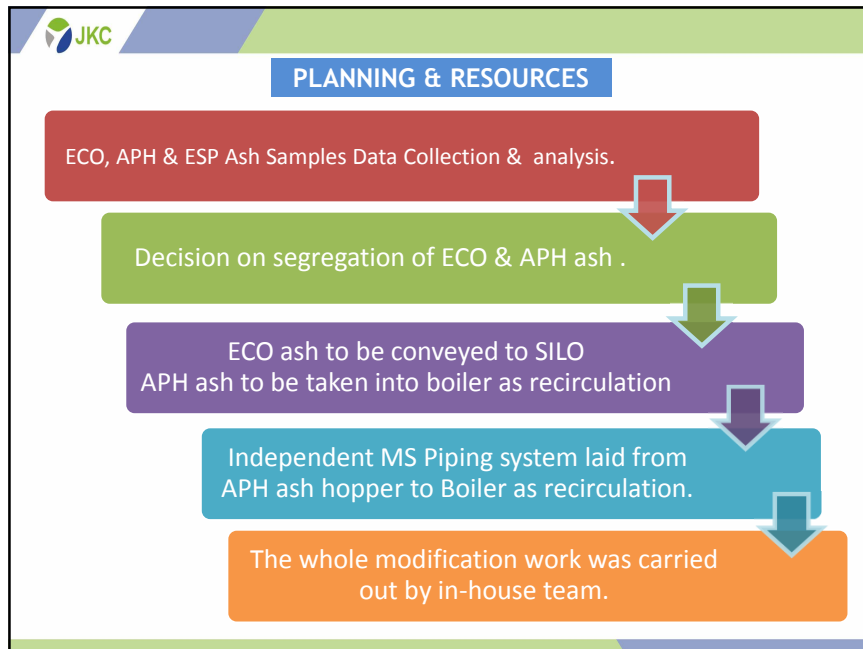 JKC
PLANNING & RESOURCES
ECO, APH & ESP Ash Samples Data Collection & analysis.
Decision on segregation of ECO & APH ash .
ECO ash to be conveyed to SILO
APH ash to be taken into boiler as recirculation
Independent MS Piping system laid from
APH ash hopper to Boiler as recirculation.
The whole modification work was carried
out by in-house team.